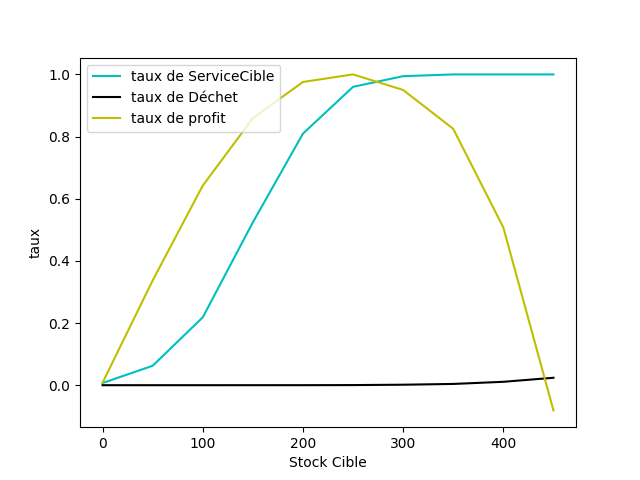 taux de ServiceCible
taux de Déchet
taux de profit
1.0
0.8
0.6
0.4
0.2
0.0
taux
0 100 200 300 400
Stock Cible